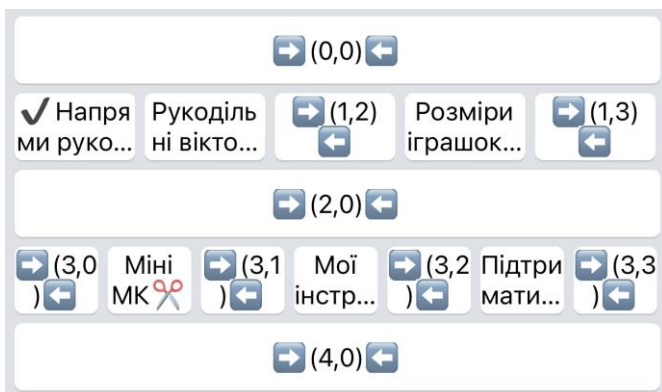 ➡️(0,0)⬅️
✔️ Напря
ми руко...
Рукоділь
ні вікто...
➡️(1,2)
⬅️
Розміри
іграшок...
➡️(1,3)
⬅️
➡️(2,0)⬅️
➡️(3,0
)⬅️
Міні
МК✂️
➡️(3,1
)⬅️
Мої
інстр...
➡️(3,2
)⬅️
Підтри
мати...
➡️(3,3
)⬅️
➡️(4,0)⬅️